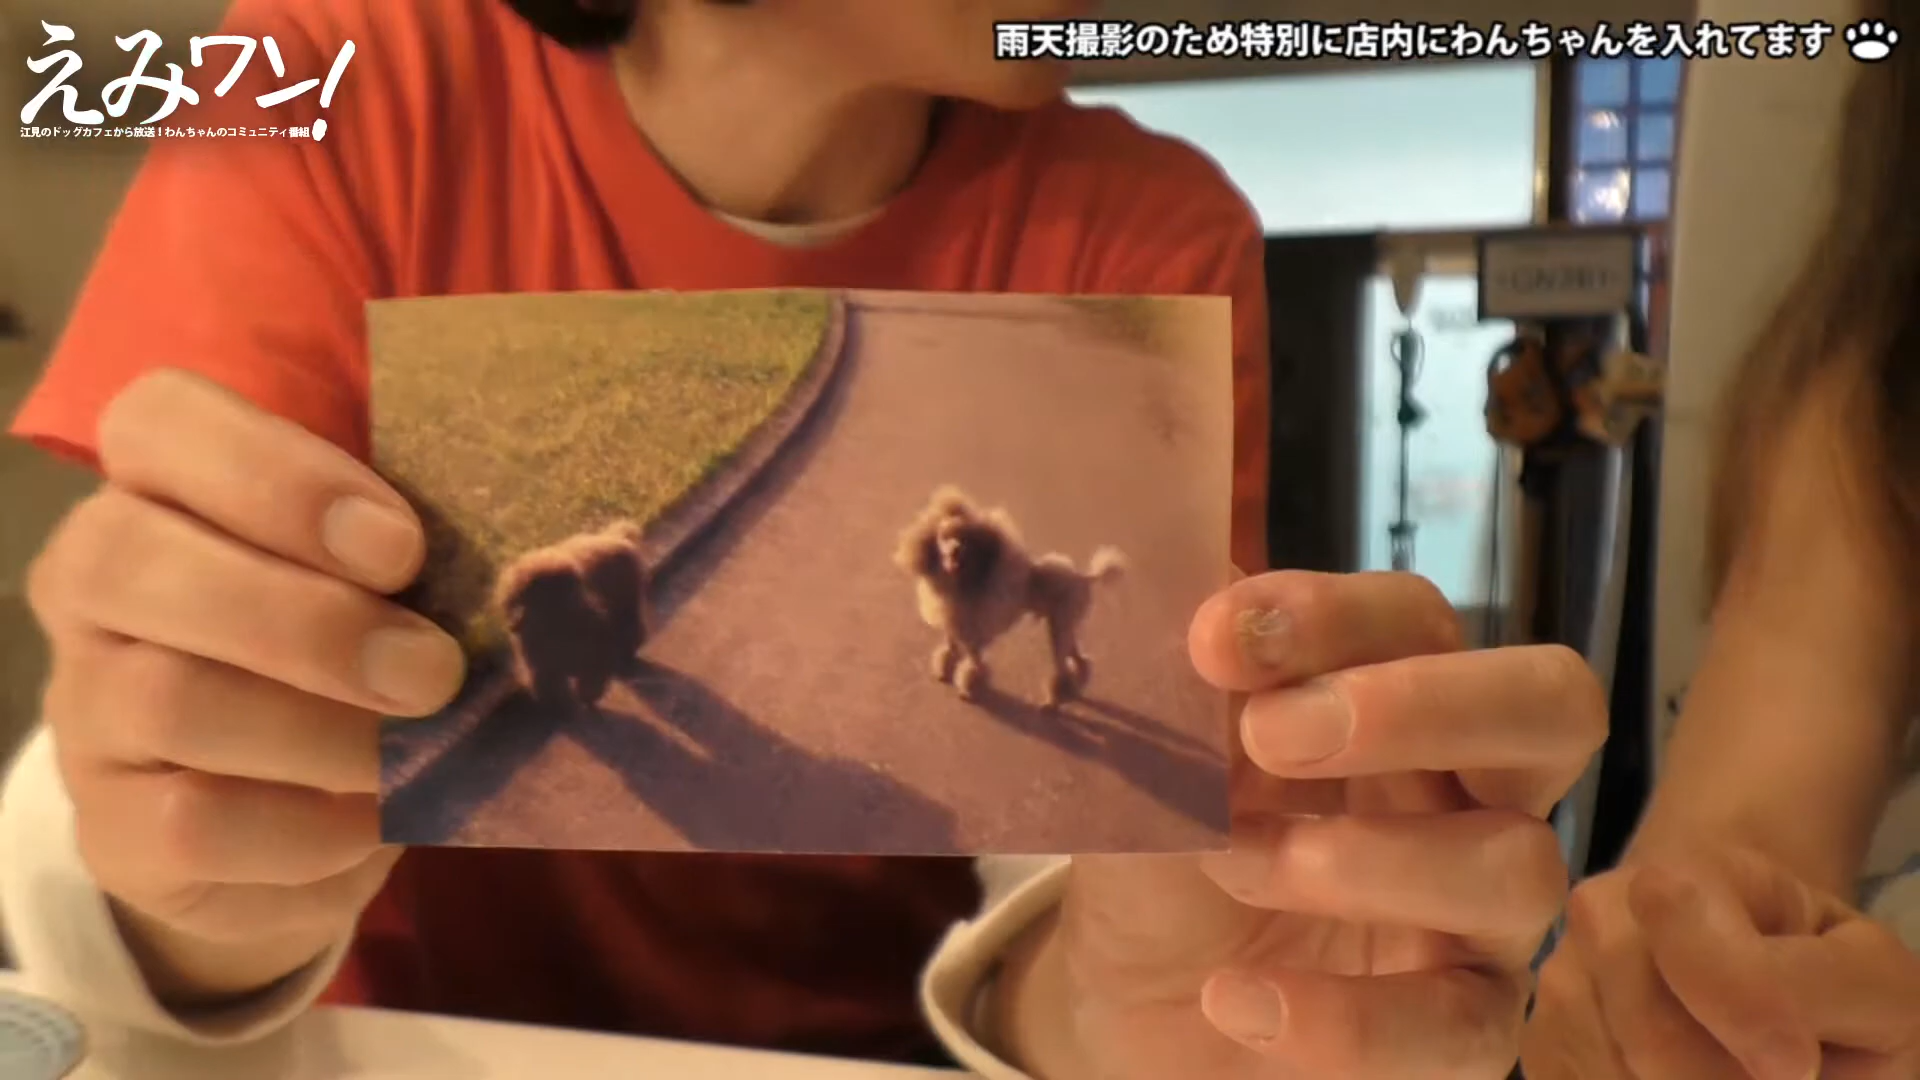 えみワン!
江見のドッグカフェから放送!わんちゃんのコミュニティ番組
雨天撮影のため特別に店内にわんちゃんを入れてます